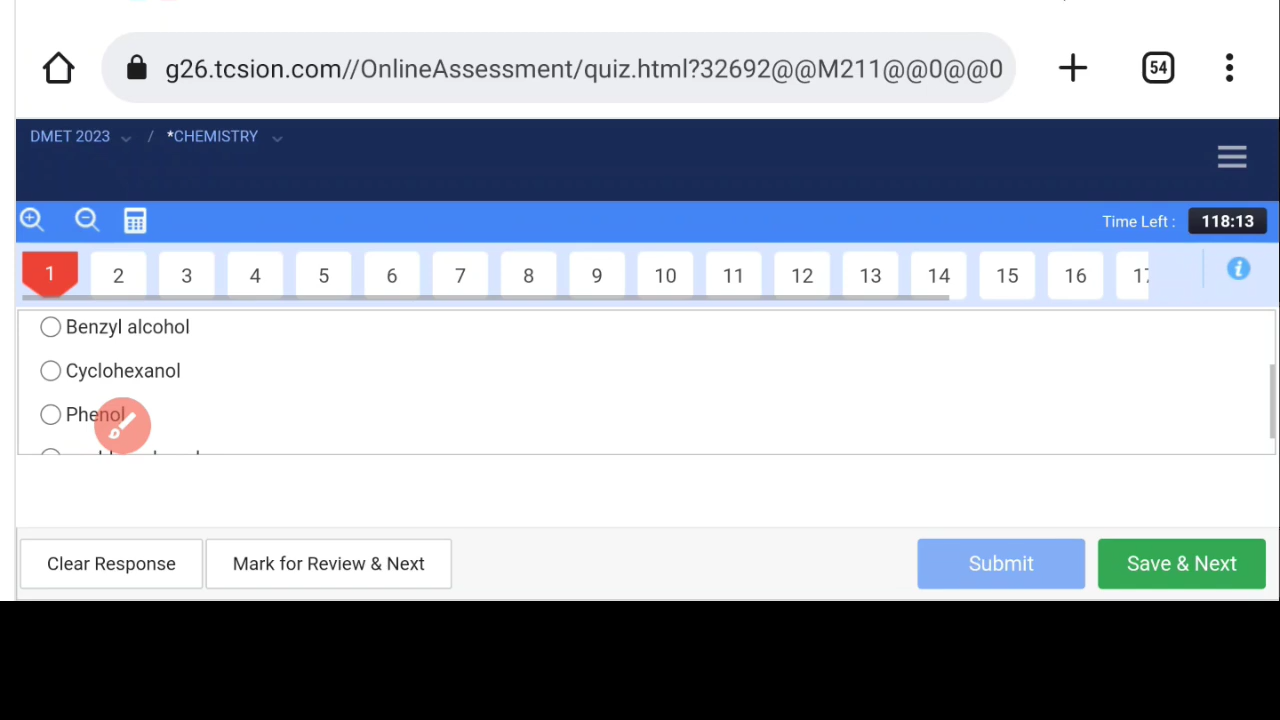 g26.tcsion.com//OnlineAssessment/quiz.html?32692@@M211@@0@@0
54
DMET 2023 / *CHEMISTRY
Time Left : 118:13
1 2 3 4 5 6 7 8 9 10 11 12 13 14 15 16
Benzyl alcohol
Cyclohexanol
Phenol
Clear Response Mark for Review & Next Submit Save & Next